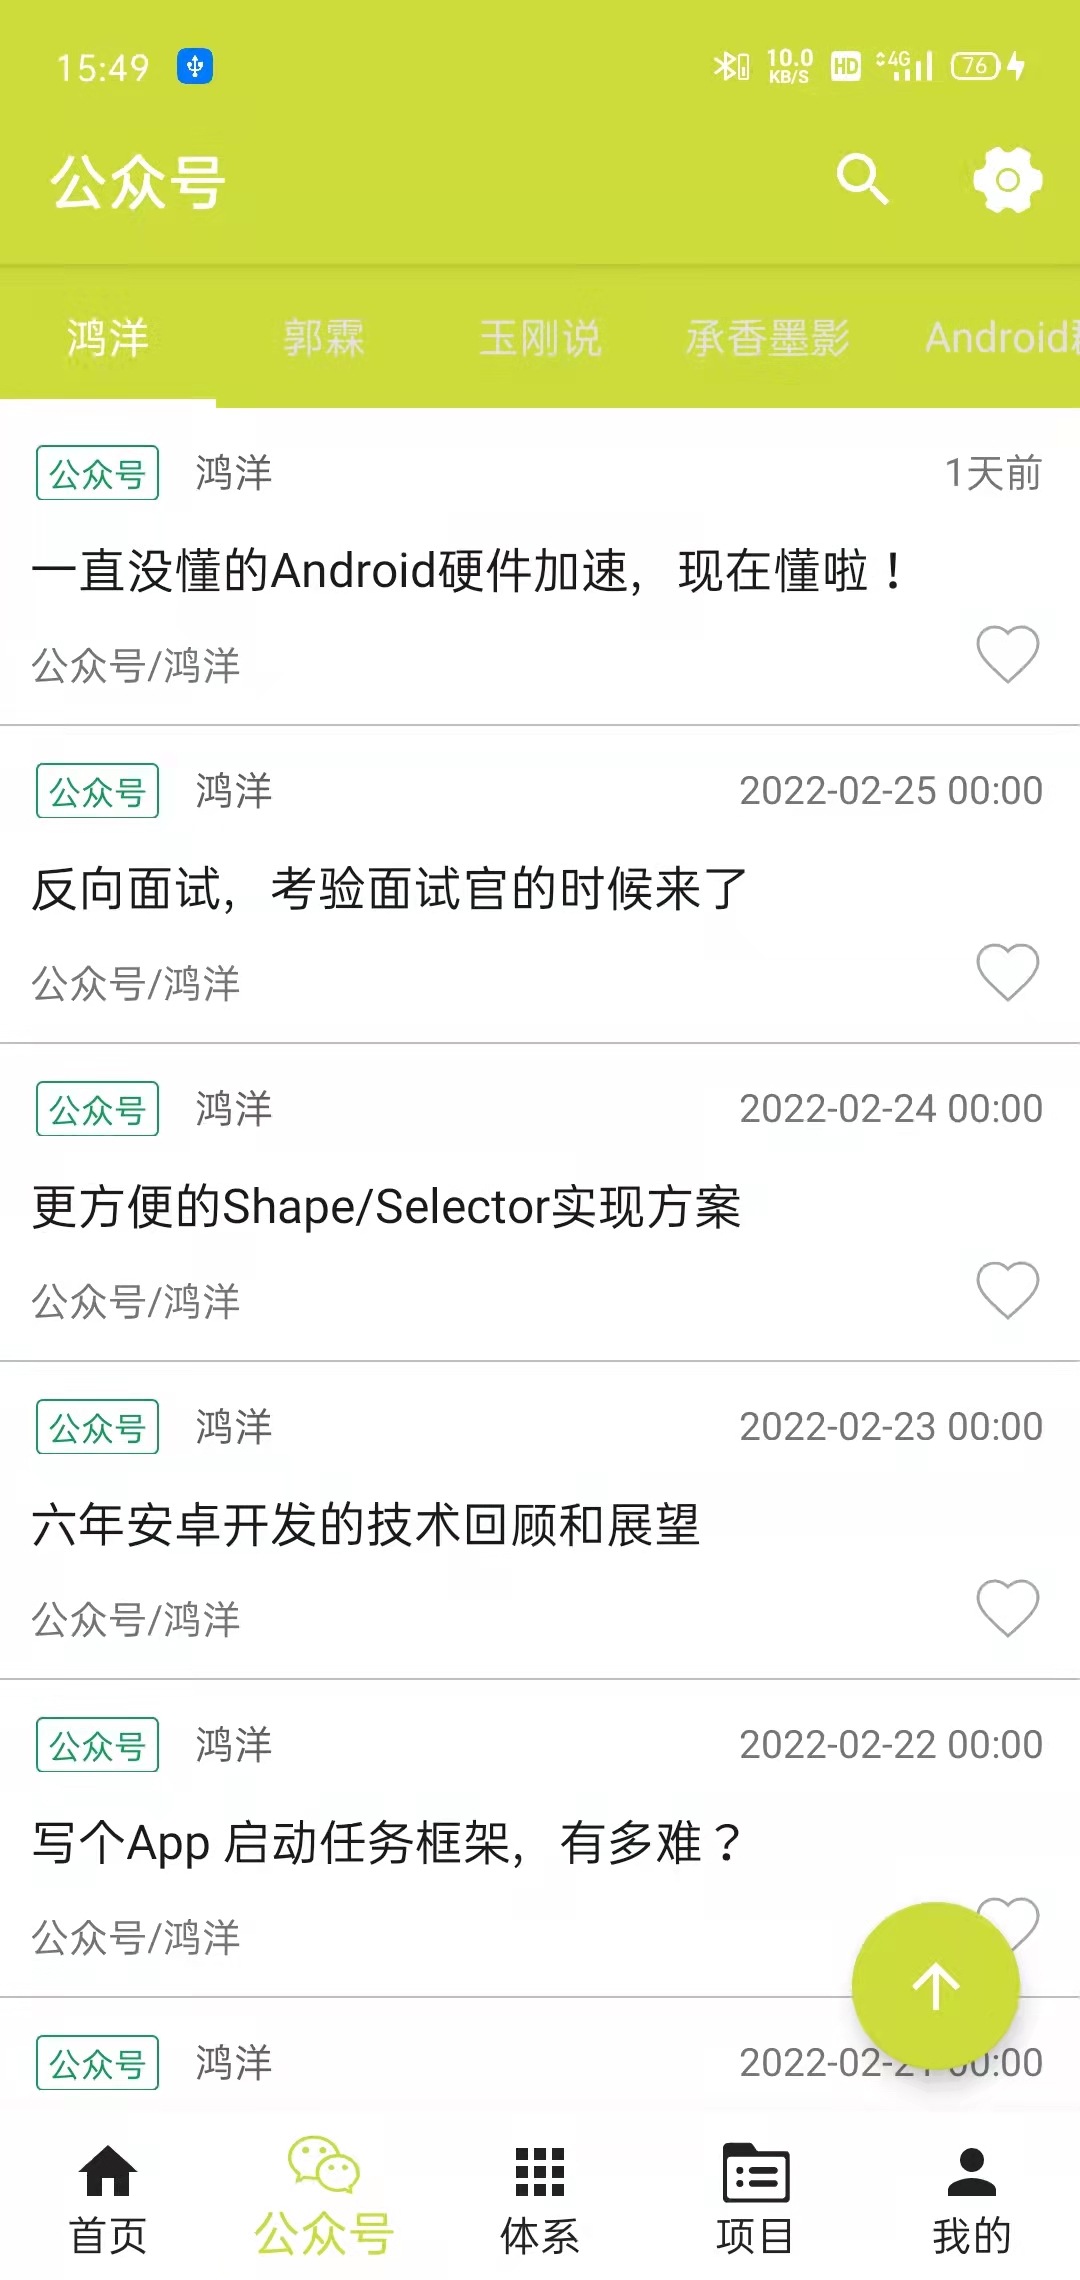 15:49 10.0 KB/S HD 4G 76
公众号
鸿洋 郭霖 玉刚说 承香墨影 Android
公众号 鸿洋 1天前
一直没懂的Android硬件加速，现在懂啦！
公众号/鸿洋
公众号 鸿洋 2022-02-25 00:00
反向面试，考验面试官的时候来了
公众号/鸿洋
公众号 鸿洋 2022-02-24 00:00
更方便的Shape/Selector实现方案
公众号/鸿洋
公众号 鸿洋 2022-02-23 00:00
六年安卓开发的技术回顾和展望
公众号/鸿洋
公众号 鸿洋 2022-02-22 00:00
写个App 启动任务框架，有多难？
公众号/鸿洋
公众号 鸿洋 2022-02-21 00:00
首页 公众号 体系 项目 我的